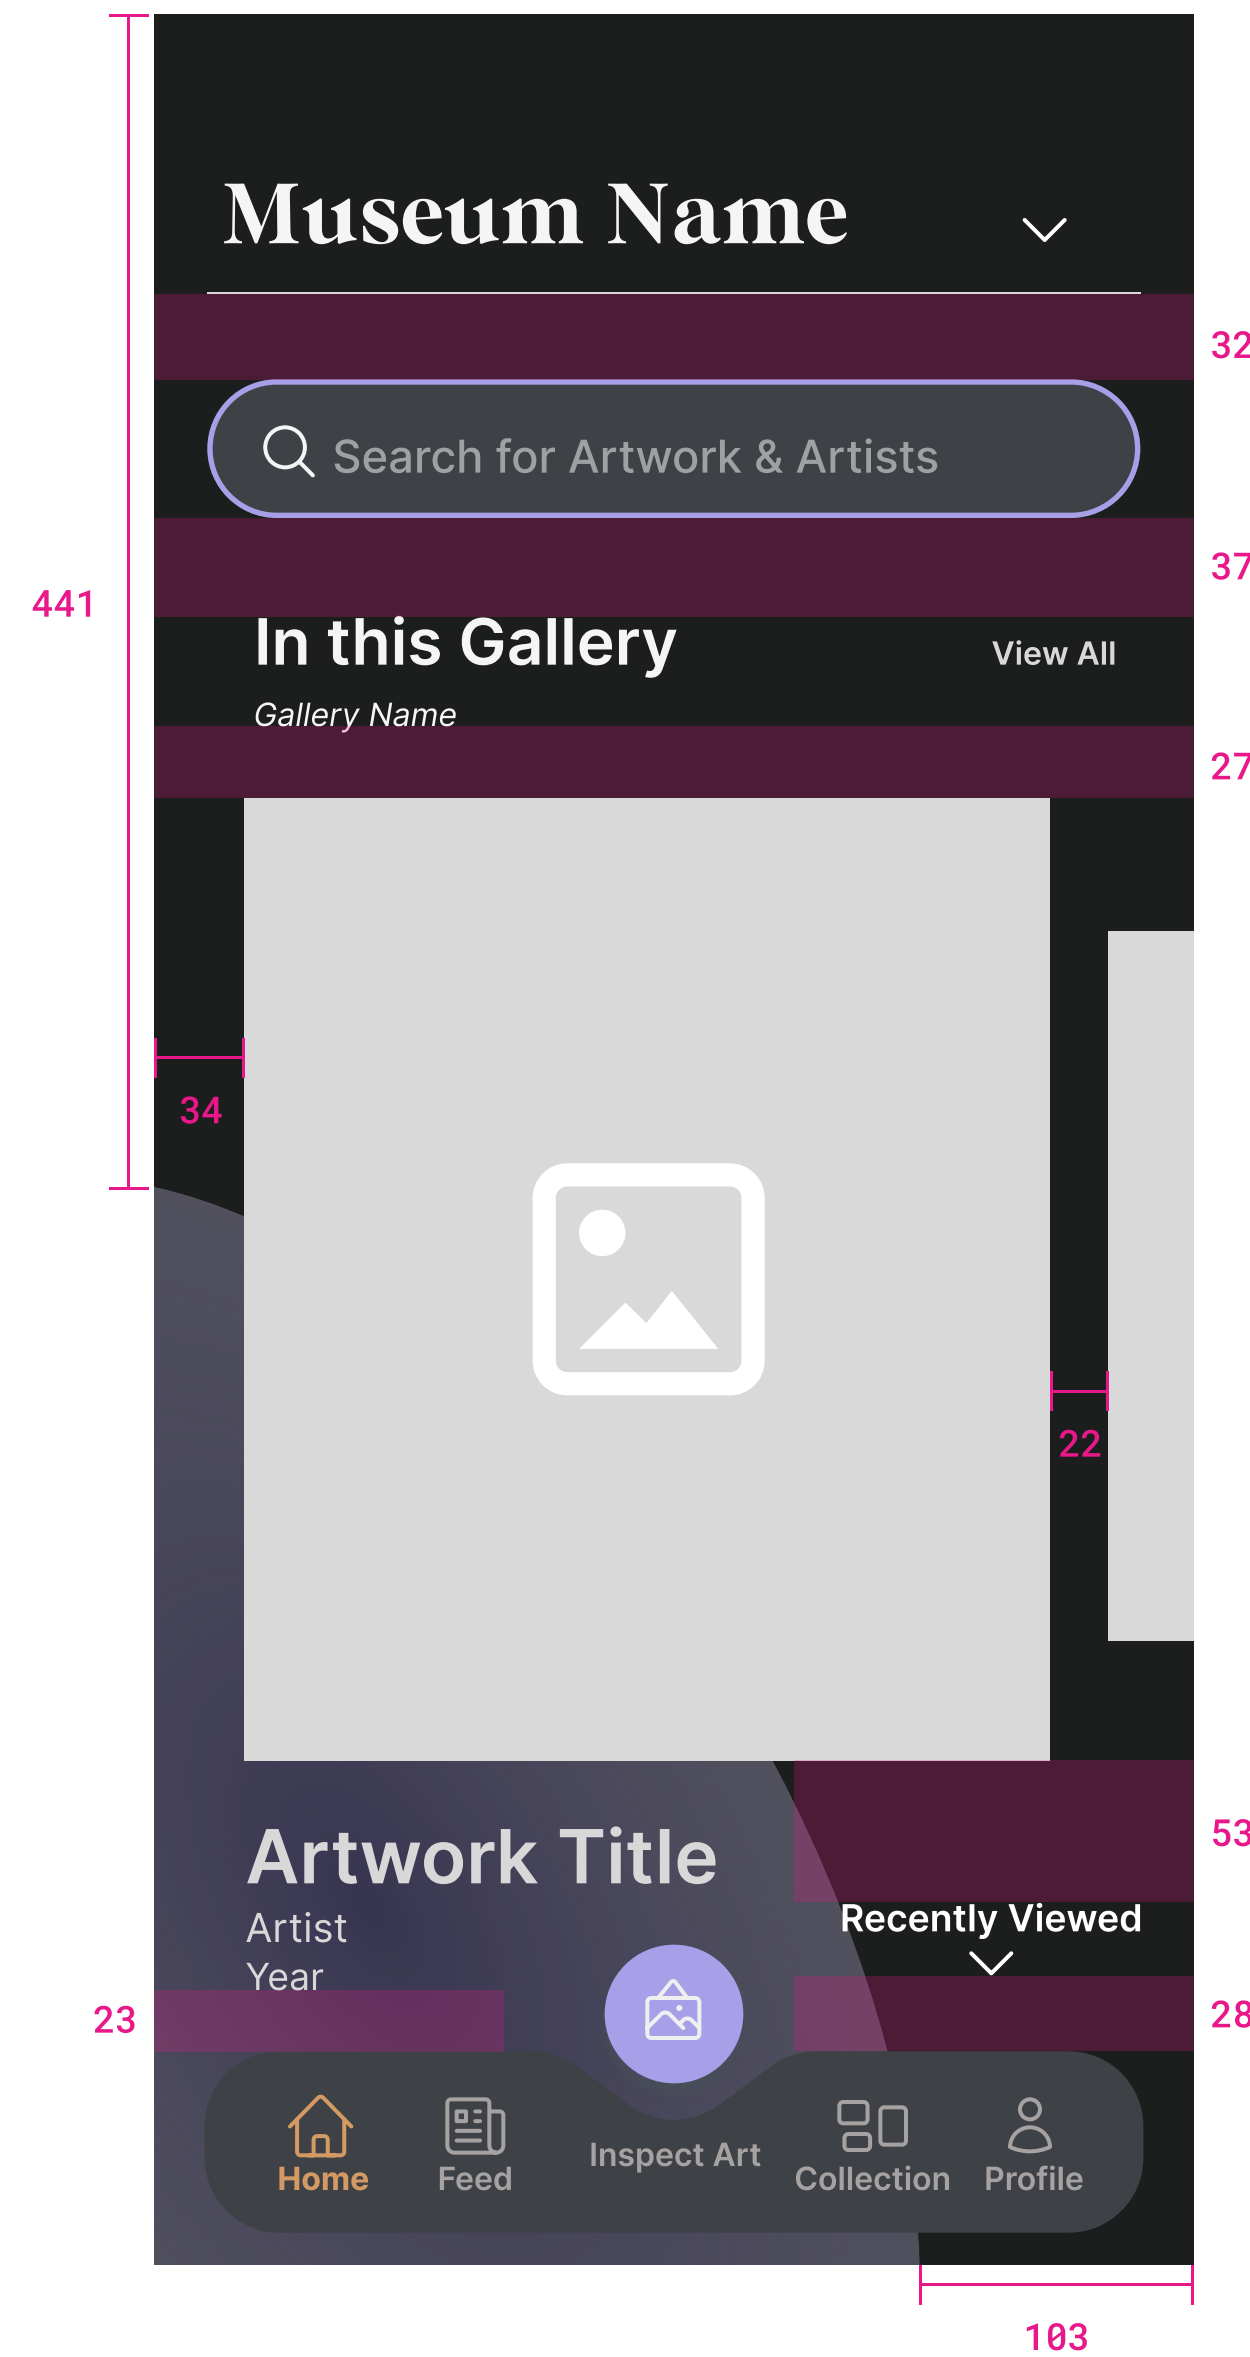 Museum Name
32
Search for Artwork & Artists
37
441
In this Gallery
View All
Gallery Name
27
34
22
53
Artwork Title
Artist
Recently Viewed
Year
23
28
Inspect Art
Home
Feed
Collection
Profile
103